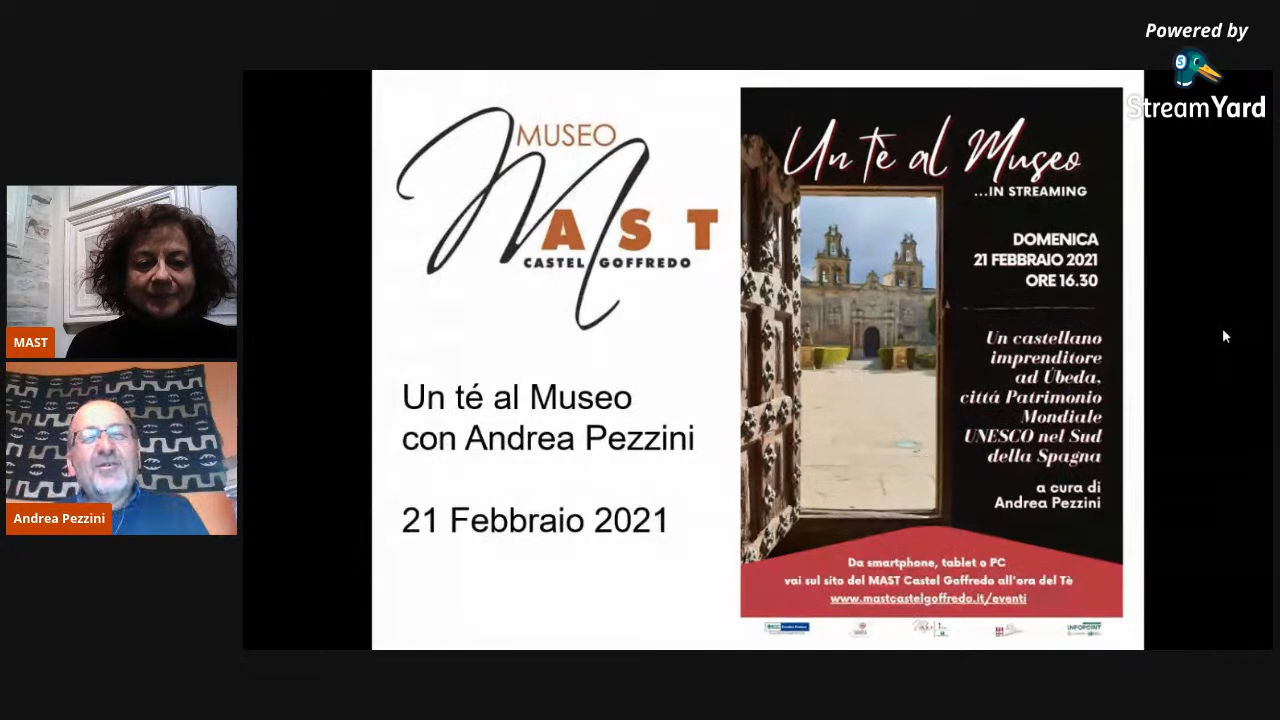 Powered by
StreamYard
MUSEO
MAST
CASTEL GOFFREDO
Un té al Museo
con Andrea Pezzini
21 Febbraio 2021
Un tè al Museo
...IN STREAMING
DOMENICA
21 FEBBRAIO 2021
ORE 16.30
Un castellano
imprenditore
ad Úbeda,
cittá Patrimonio
Mondiale
UNESCO nel Sud
della Spagna
a cura di
Andrea Pezzini
Da smartphone, tablet o PC
vai sul sito del MAST Castel Goffredo all'ora del Tè
www.mastcastelgoffredo.it/eventi
INFOPOINT
MAST
Andrea Pezzini